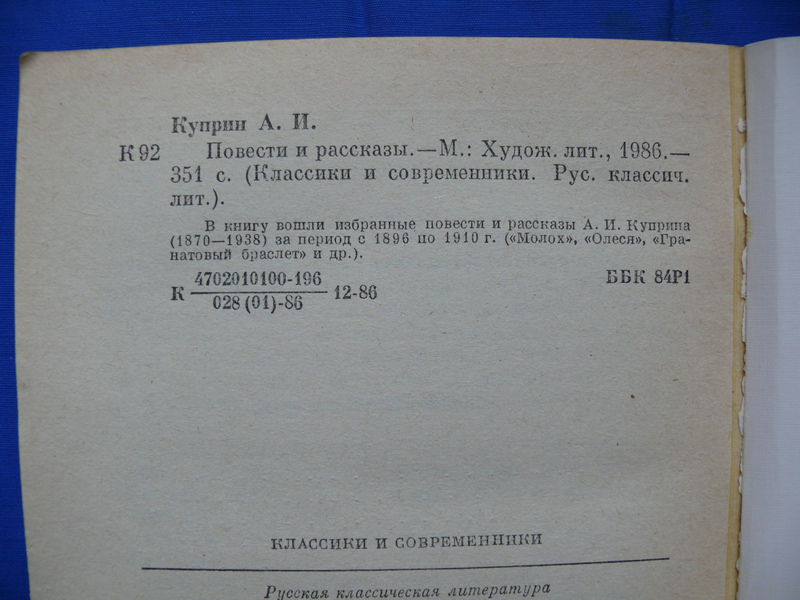 Куприн А. И.
К92 Повести и рассказы.—М.: Худож. лит., 1986.—
351 с. (Классики и современники. Рус. классич.
лит.).
В книгу вошли избранные повести и рассказы А. И. Куприна
(1870—1938) за период с 1896 по 1910 г. («Молох», «Олеся», «Гра-
натовый браслет» и др.).
К 4702010100-196 12-86 ББК 84Р1
028(01)-86
КЛАССИКИ И СОВРЕМЕННИКИ
Русская классическая литература